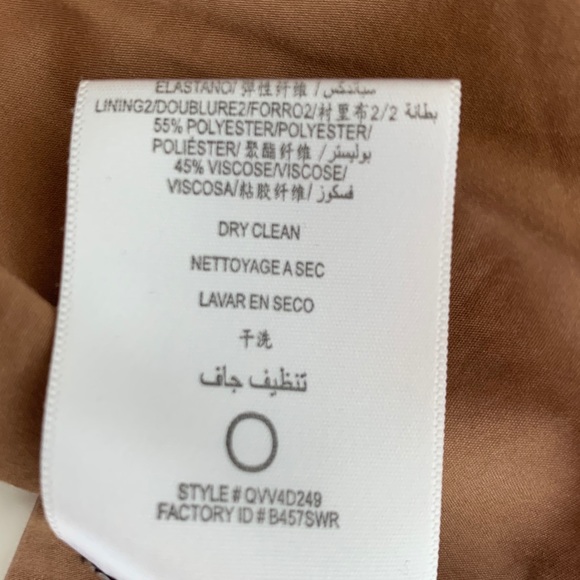 ELASTANO/ 弹性纤维 / سباندكس/
LINING2/DOUBLURE2/FORRO2/衬里布2/2 بطانة
55% POLYESTER/POLYESTER/
POLIÉSTER/ 聚酯纤维 / بوليستر/
45% VISCOSE/VISCOSE/
VISCOSA/粘胶纤维/ فسكوز/
DRY CLEAN
NETTOYAGE A SEC
LAVAR EN SECO
干洗
تنظيف جاف
STYLE # QVV4D249
FACTORY ID # B457SWR